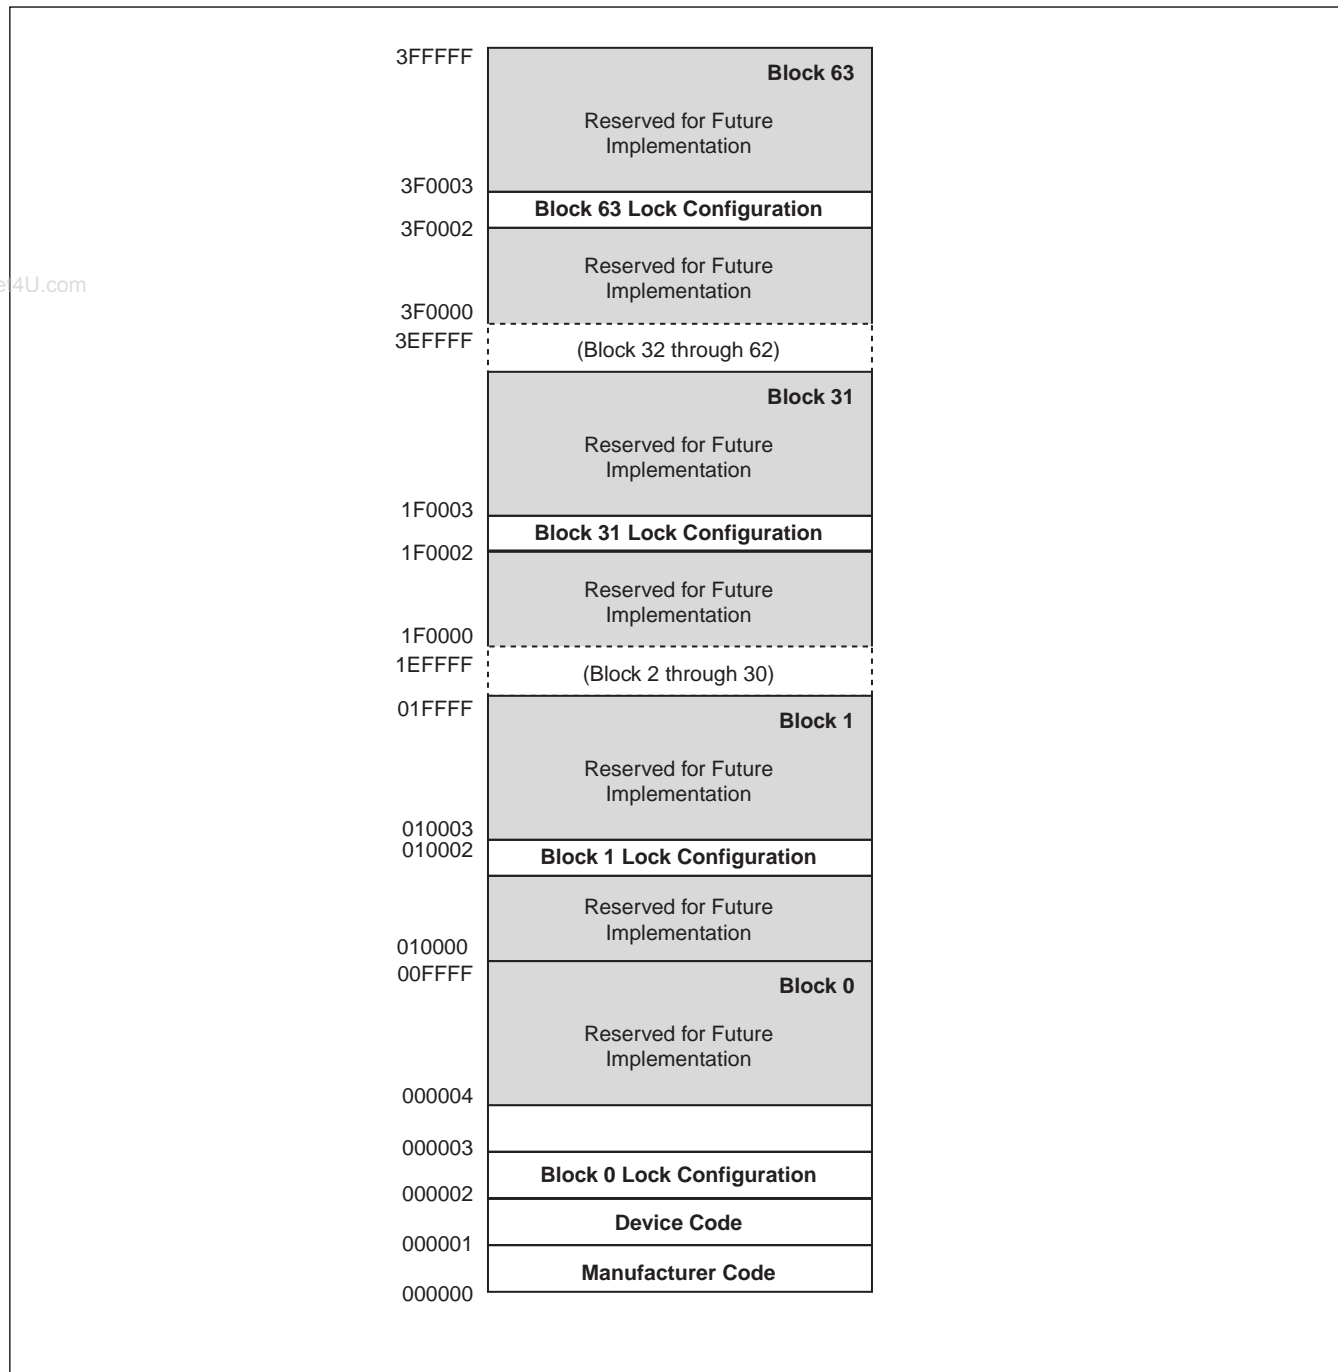 3FFFFF
Block 63
Reserved for Future
Implementation
3F0003
Block 63 Lock Configuration
3F0002
Reserved for Future
Implementation
et4U.com
3F0000
3EFFFF
(Block 32 through 62)
Block 31
Reserved for Future
Implementation
1F0003
Block 31 Lock Configuration
1F0002
Reserved for Future
Implementation
1F0000
1EFFFF
(Block 2 through 30)
01FFFF
Block 1
Reserved for Future
Implementation
010003
010002
Block 1 Lock Configuration
Reserved for Future
Implementation
010000
00FFFF
Block 0
Reserved for Future
Implementation
000004
000003
Block 0 Lock Configuration
000002
Device Code
000001
Manufacturer Code
000000